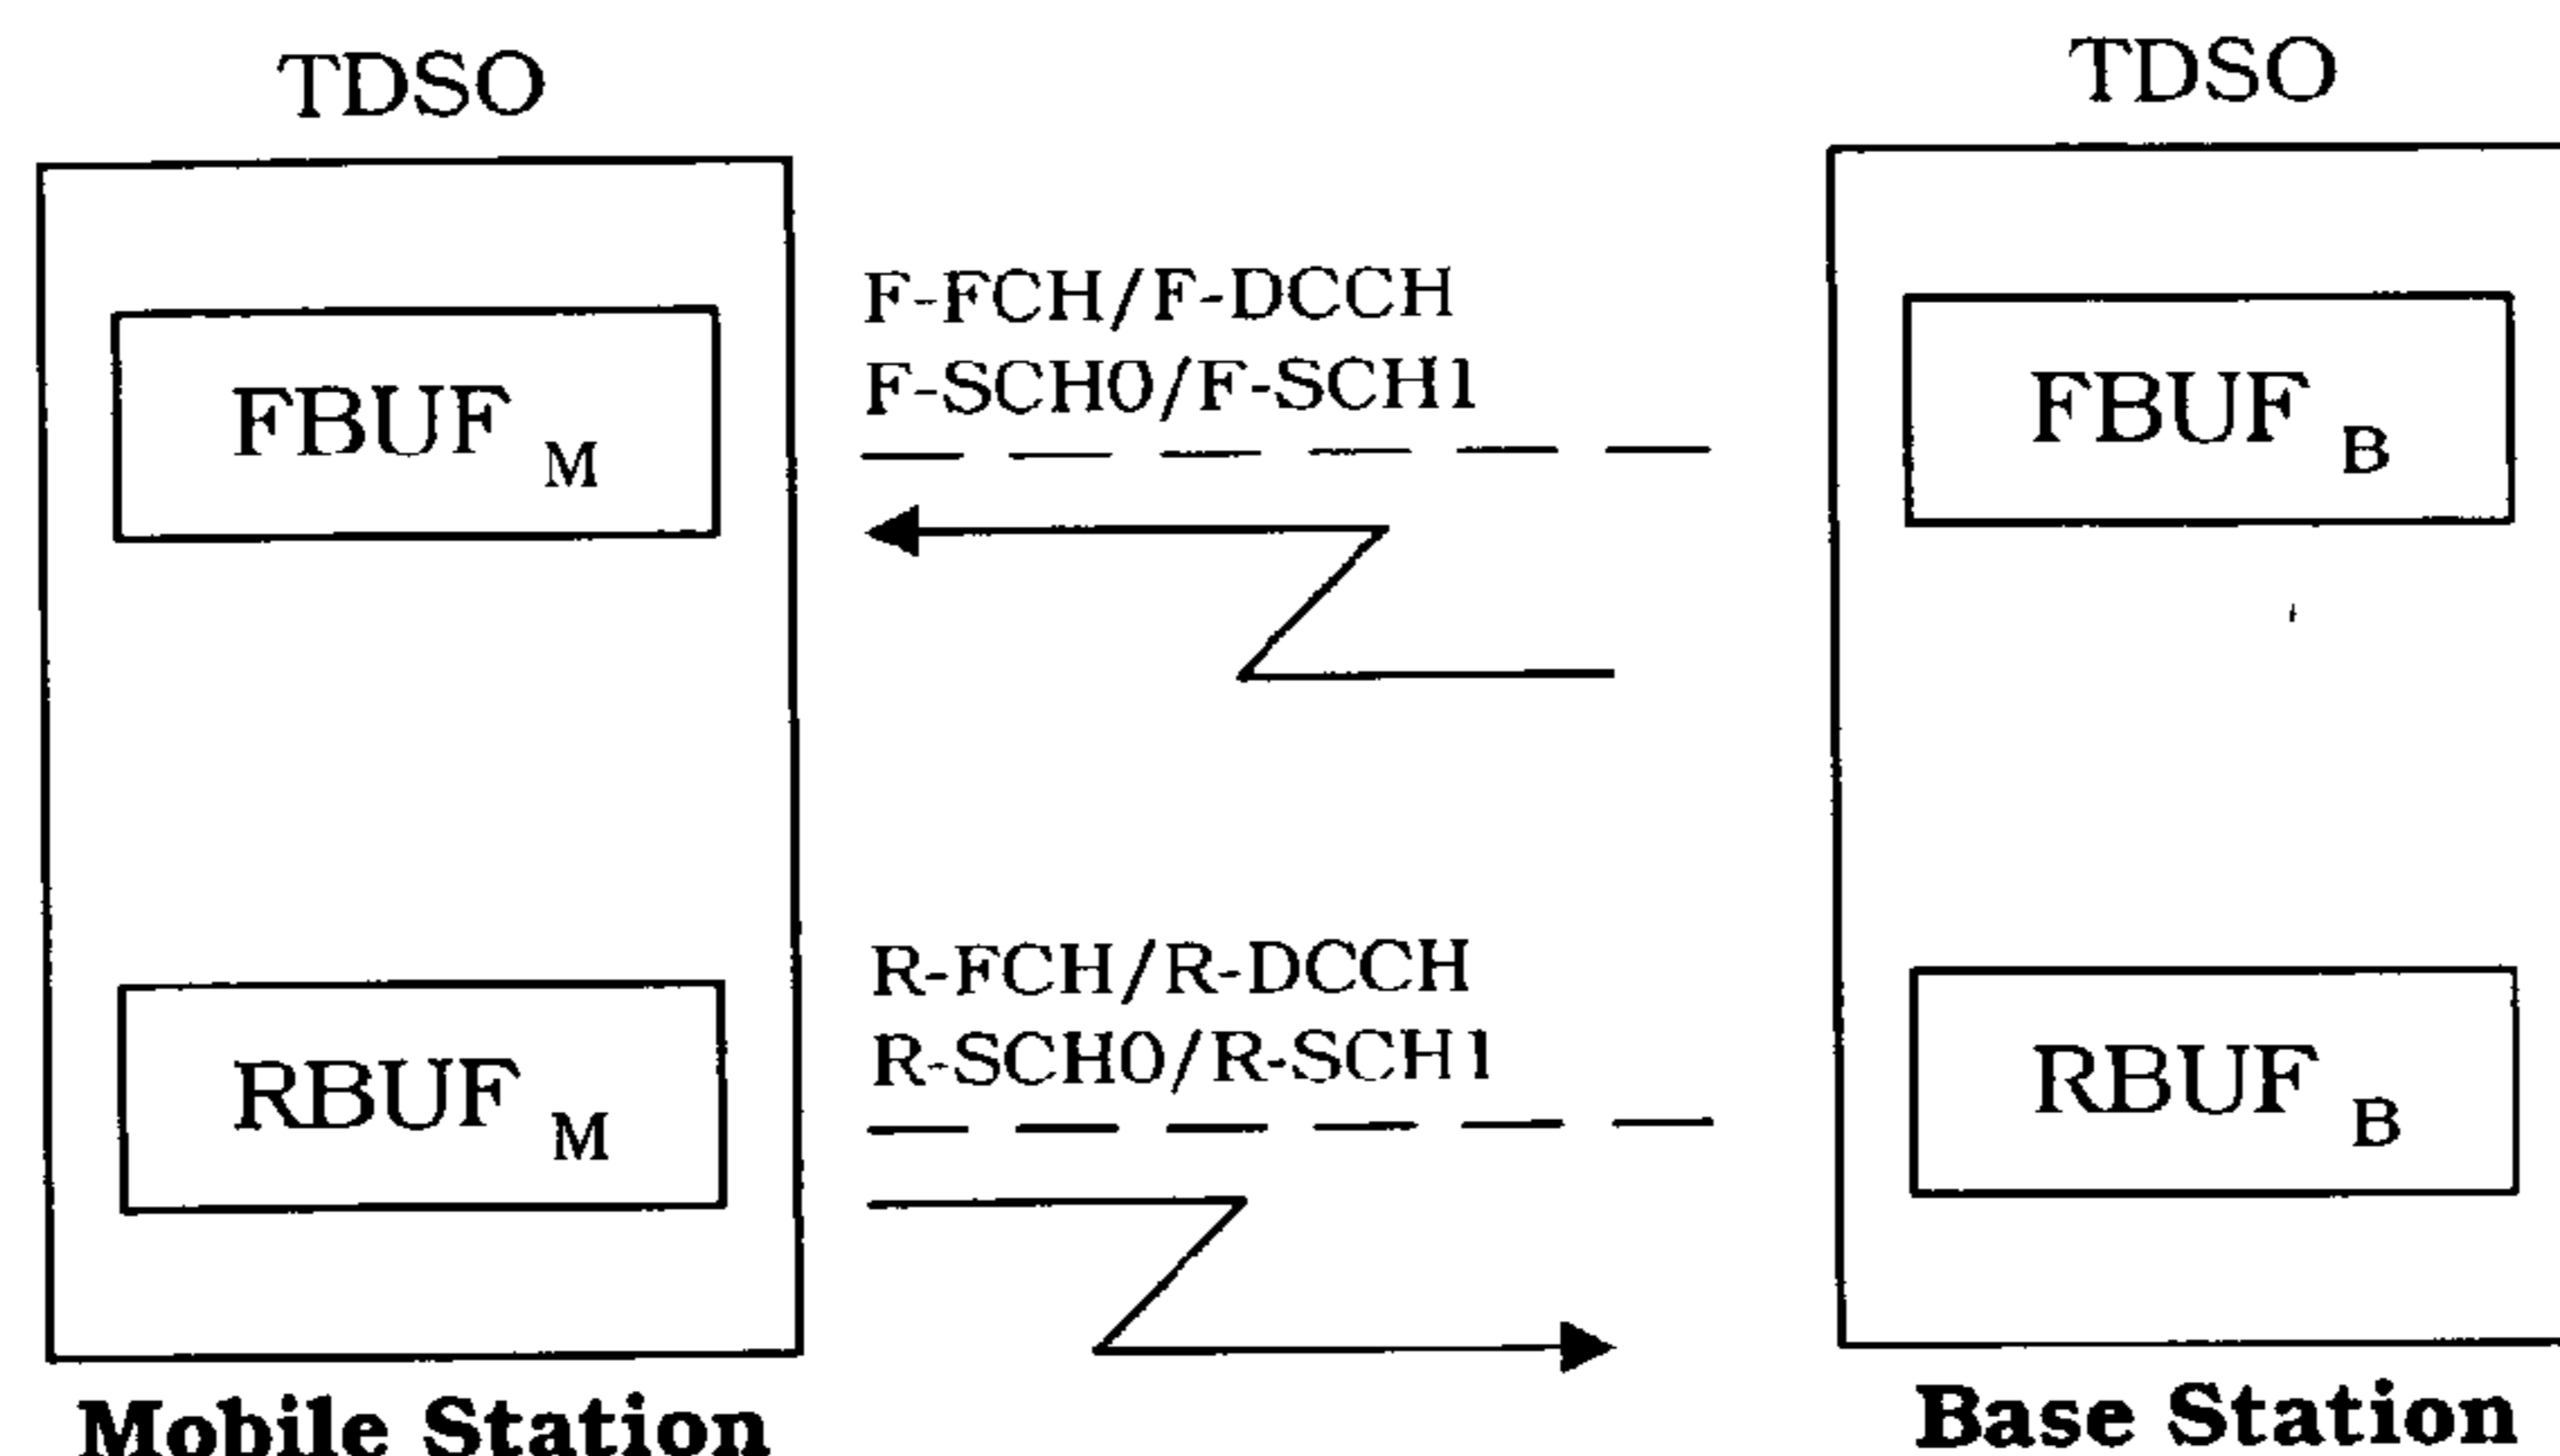 TDSO
TDSO
F-FCH/F-DCCH
F-SCH0/F-SCH1
FBUF M
FBUF B
R-FCH/R-DCCH
R-SCH0/R-SCH1
RBUF M
RBUF B
Mobile Station
Base Station